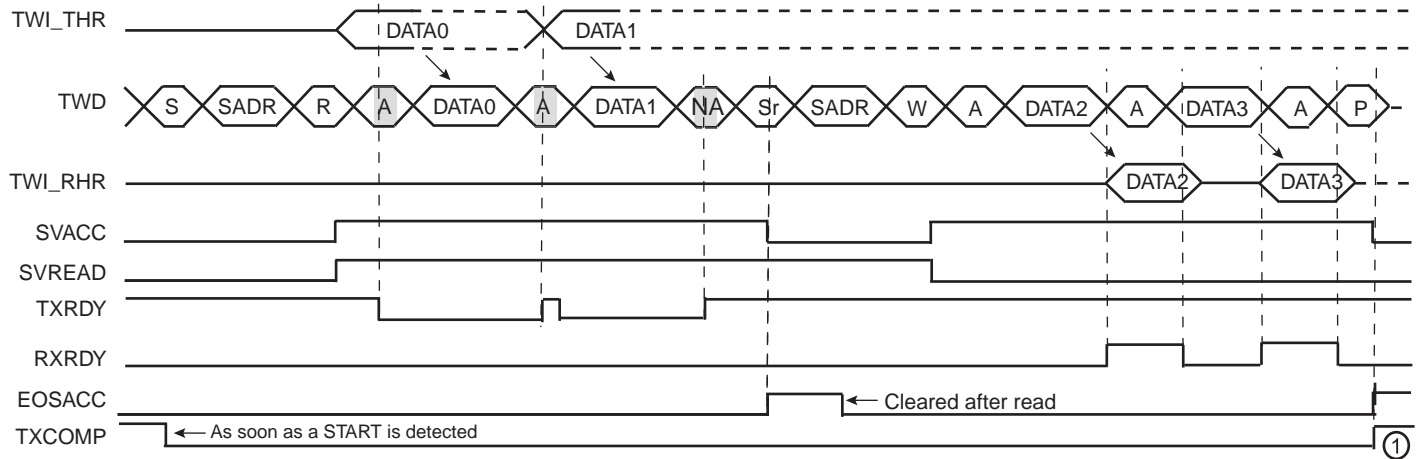 TWI_THR DATA0 DATA1
TWD S SADR R A DATA0 A DATA1 NA Sr SADR W A DATA2 A DATA3 A P
TWI_RHR DATA2 DATA3
SVACC
SVREAD
TXRDY
RXRDY
EOSACC Cleared after read
TXCOMP As soon as a START is detected 1